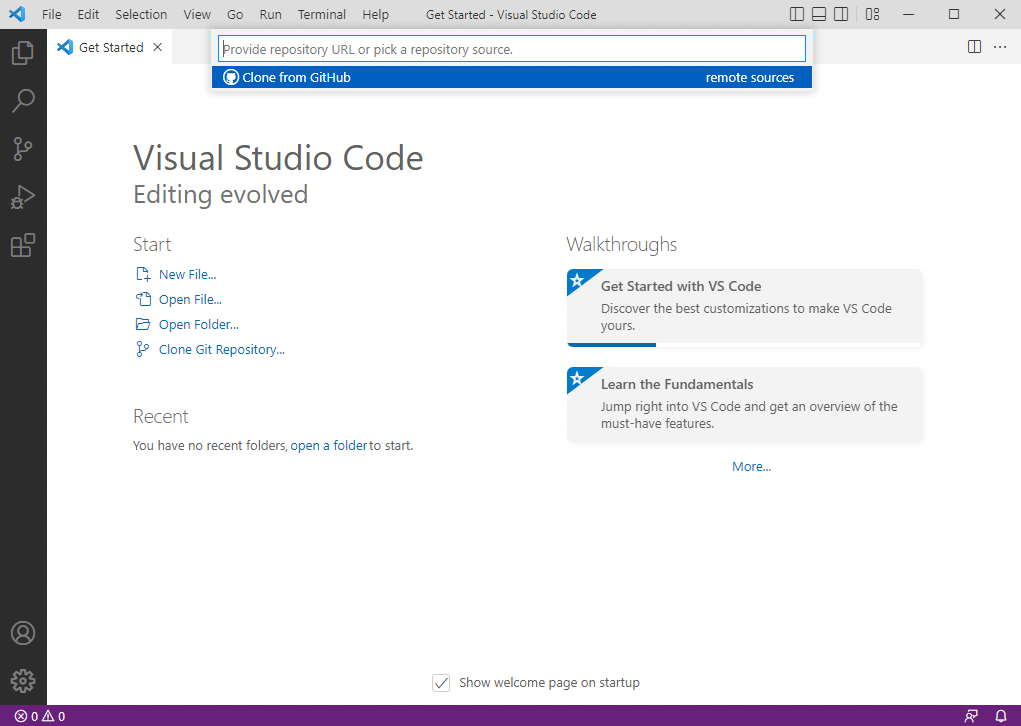 File Edit Selection View Go Run Terminal Help Get Started - Visual Studio Code
Get Started
Provide repository URL or pick a repository source.
Clone from GitHub remote sources
Visual Studio Code
Editing evolved
Start
New File...
Open File...
Open Folder...
Clone Git Repository...
Recent
You have no recent folders, open a folder to start.
Walkthroughs
Get Started with VS Code
Discover the best customizations to make VS Code
yours.
Learn the Fundamentals
Jump right into VS Code and get an overview of the
must-have features.
More...
Show welcome page on startup
0 0